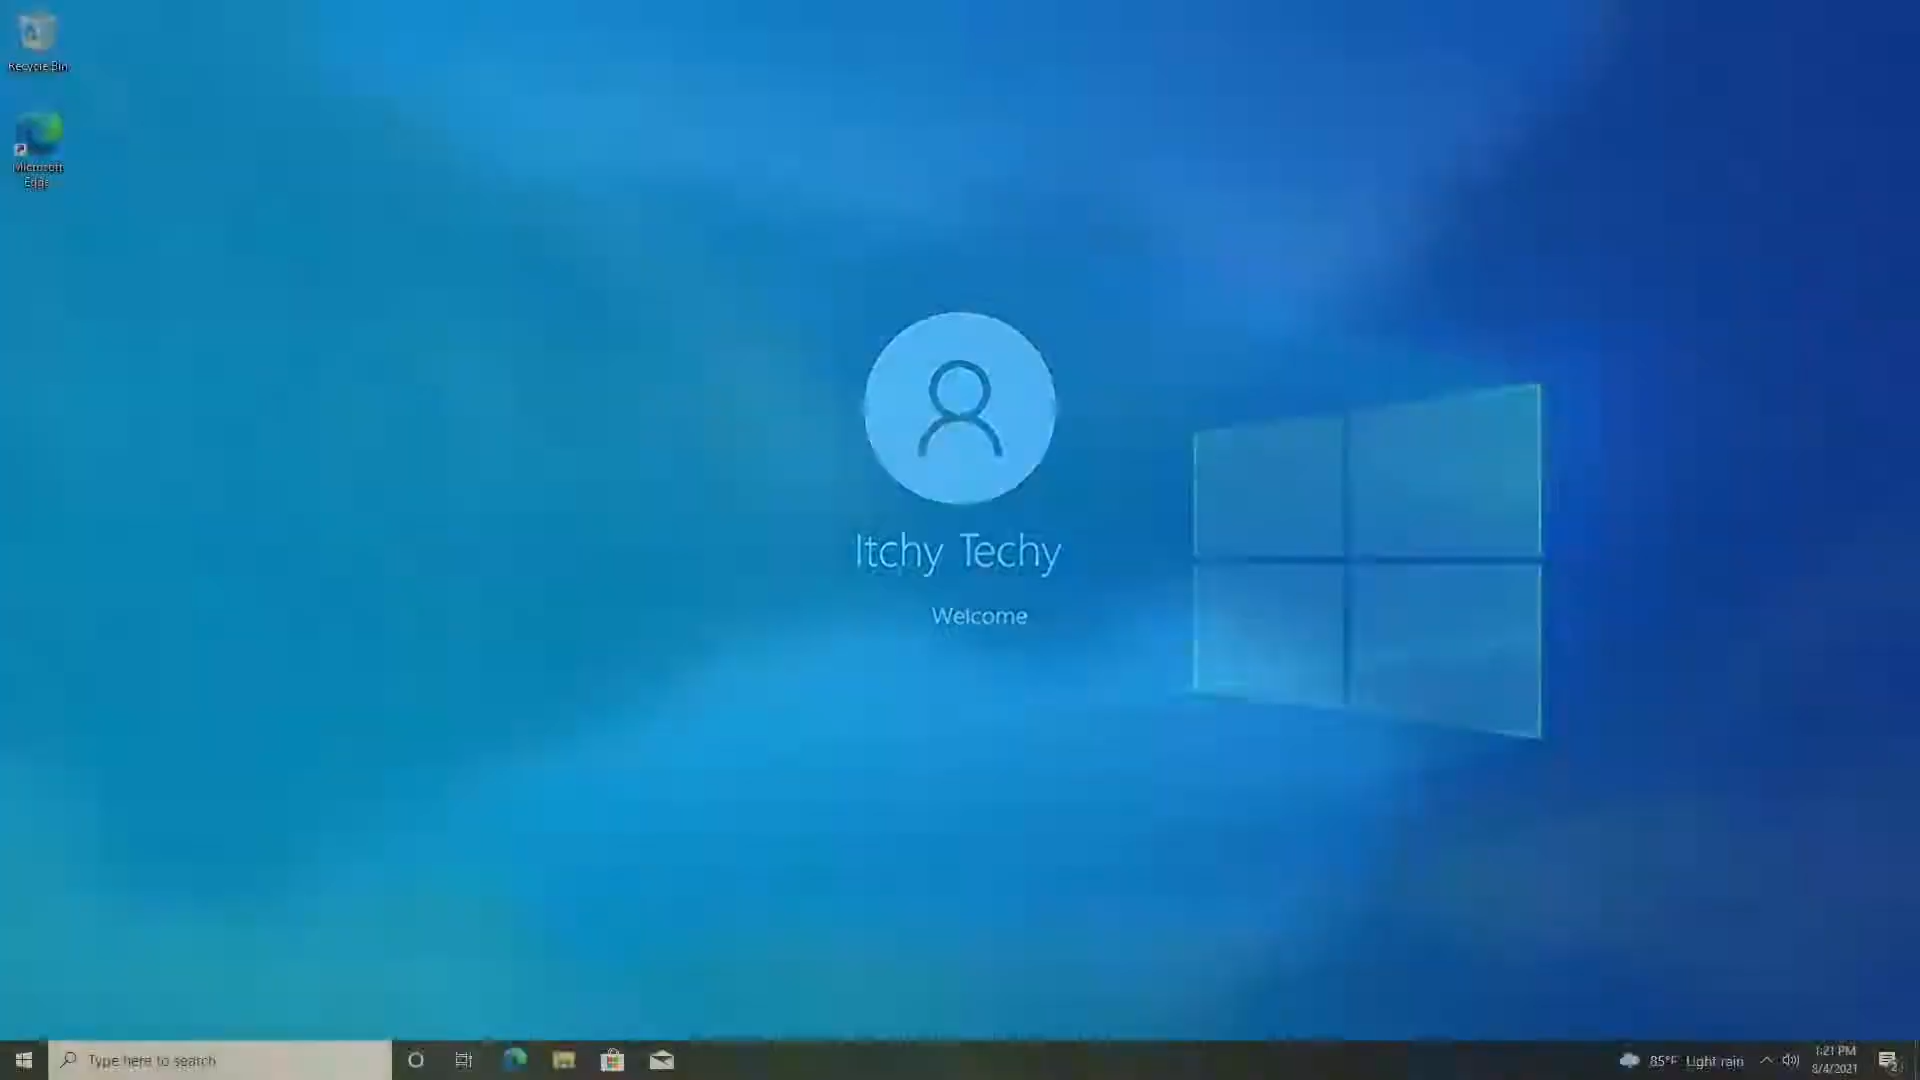 Recycle Bin
Microsoft
Edge
Itchy Techy
Welcome
Type here to search
85°F Light rain
1:21 PM
8/4/2021
2